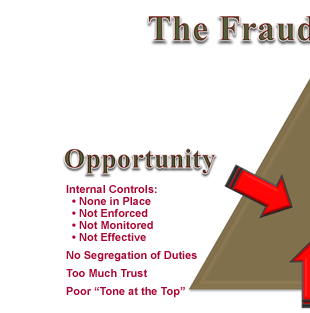 The Fraud
Opportunity
Internal Controls:
• None in Place
• Not Enforced
• Not Monitored
• Not Effective
No Segregation of Duties
Too Much Trust
Poor “Tone at the Top”